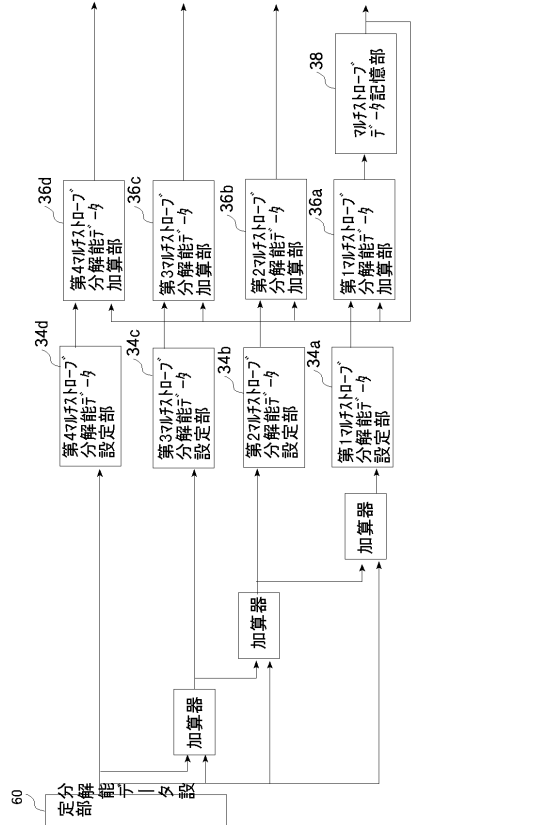 36d
第4マルチストローブ
分解能データ
加算部
36c
第3マルチストローブ
分解能データ
加算部
36b
第2マルチストローブ
分解能データ
加算部
36a
第1マルチストローブ
分解能データ
加算部
38
マルチストローブ
データ記憶部
34d
第4マルチストローブ
分解能データ
設定部
34c
第3マルチストローブ
分解能データ
設定部
34b
第2マルチストローブ
分解能データ
設定部
34a
第1マルチストローブ
分解能データ
設定部
加算器
加算器
加算器
60
分解能データ設
定部